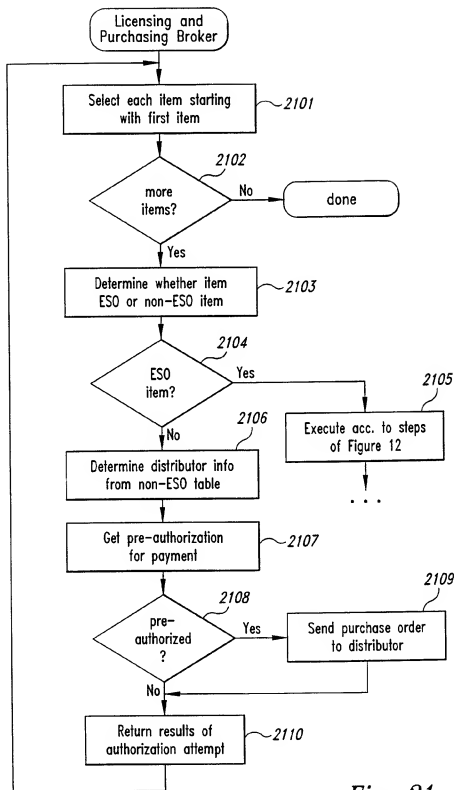 Licensing and
Purchasing Broker
Select each item starting
with first item
2101
2102
more
items?
No
done
Yes
Determine whether item
ESO or non-ESO item
2103
2104
ESO
item?
Yes
2105
Execute acc. to steps
of Figure 12
. . .
No
2106
Determine distributor info
from non-ESO table
Get pre-authorization
for payment
2107
2108
pre-
authorized
?
Yes
2109
Send purchase order
to distributor
No
Return results of
authorization attempt
2110